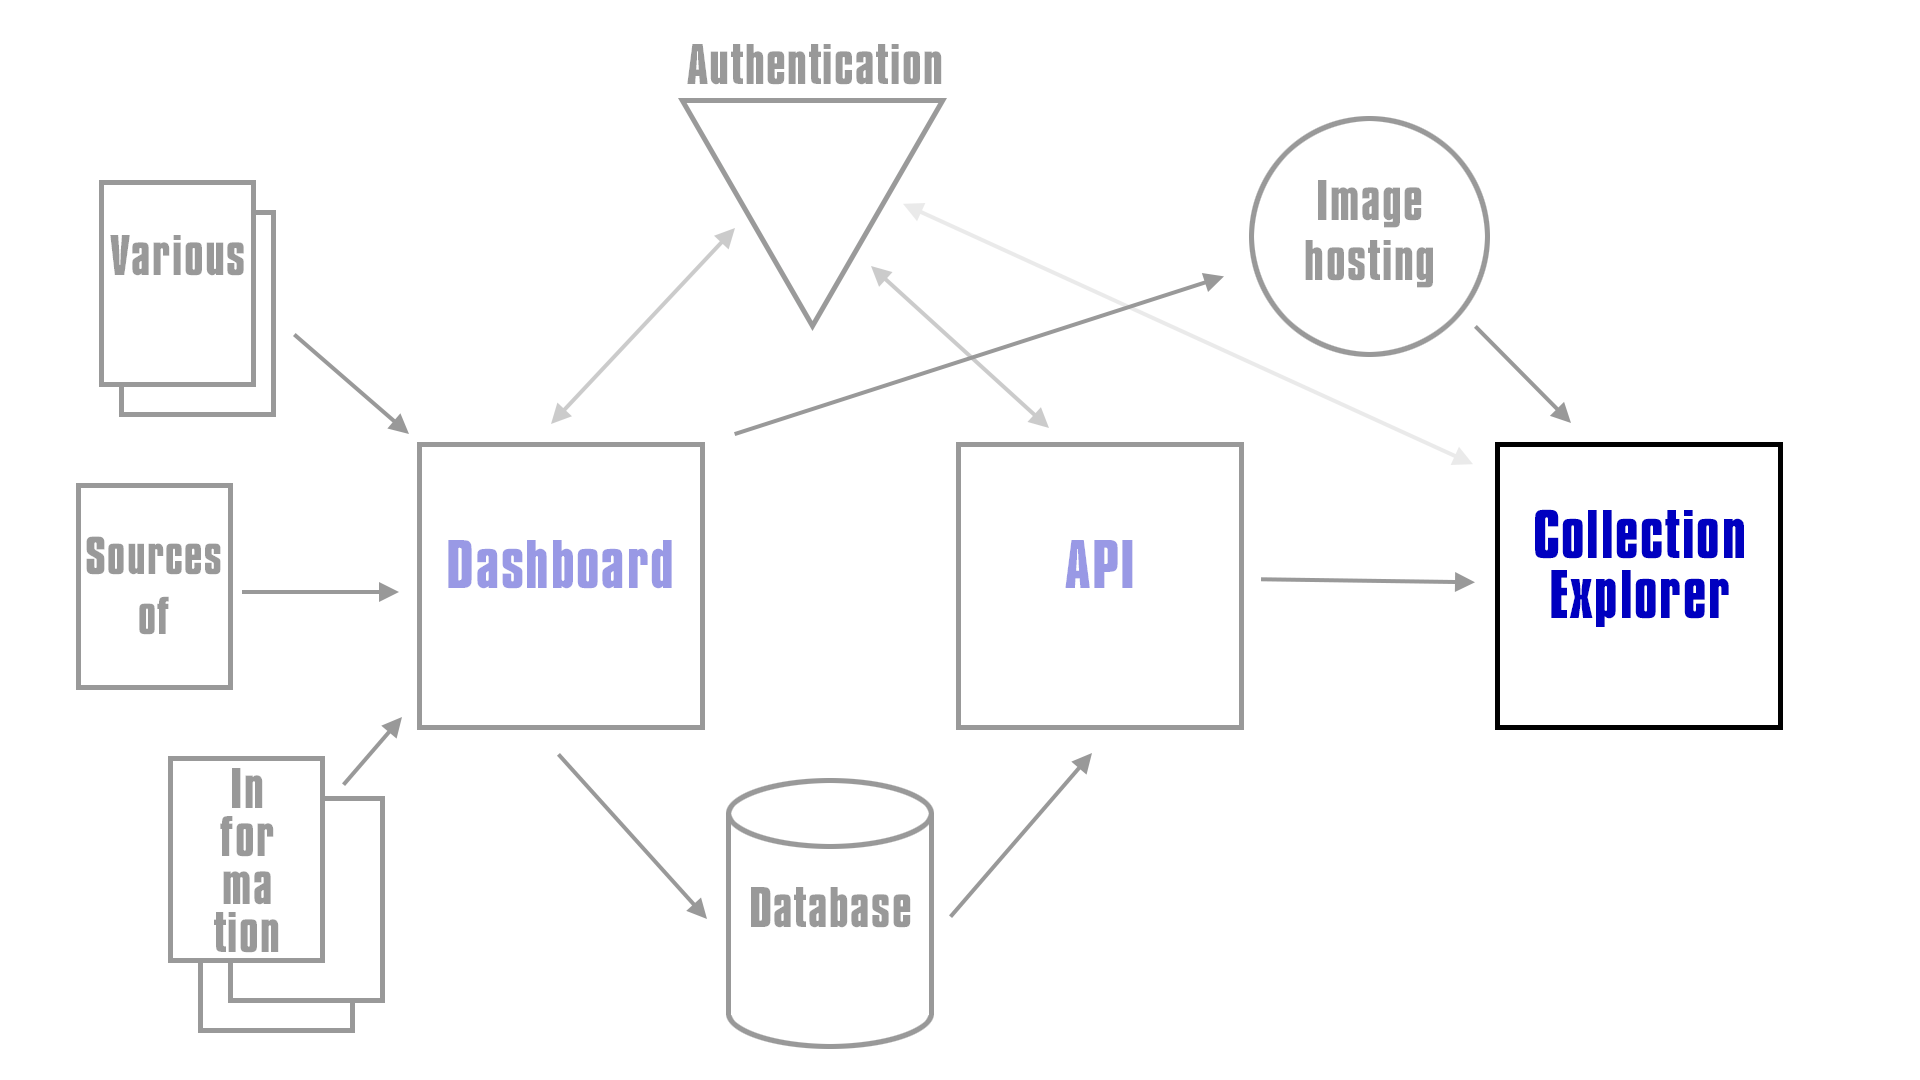 Authentication
Image
hosting
Various
Sources
of
In
for
ma
tion
Dashboard
API
Collection
Explorer
Database